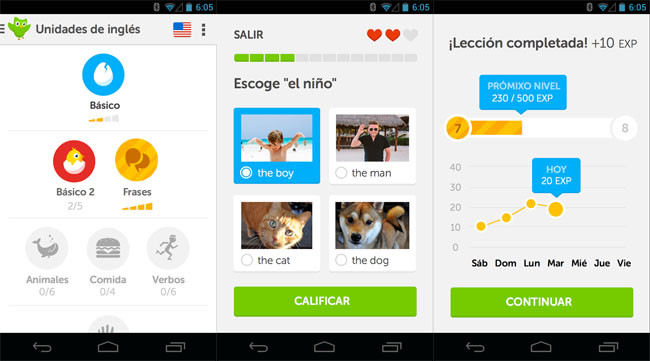 6:05
Unidades de inglés
Básico
Básico 2
2/5
Frases
Animales
0/6
Comida
0/4
Verbos
0/6
6:05
SALIR
Escoge "el niño"
the boy
the man
the cat
the dog
CALIFICAR
6:05
¡Lección completada! +10 EXP
PRÓMIXO NIVEL
230 / 500 EXP
7
8
40
30
20
10
0
HOY
20 EXP
Sáb Dom Lun Mar Mié Jue Vie
CONTINUAR